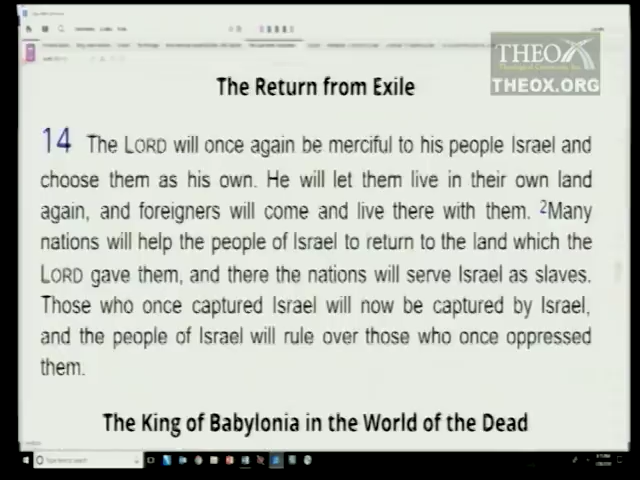 THEOX
THEOX.ORG
The Return from Exile
14 The LORD will once again be merciful to his people Israel and
choose them as his own. He will let them live in their own land
again, and foreigners will come and live there with them. 2Many
nations will help the people of Israel to return to the land which the
LORD gave them, and there the nations will serve Israel as slaves.
Those who once captured Israel will now be captured by Israel,
and the people of Israel will rule over those who once oppressed
them.
The King of Babylonia in the World of the Dead